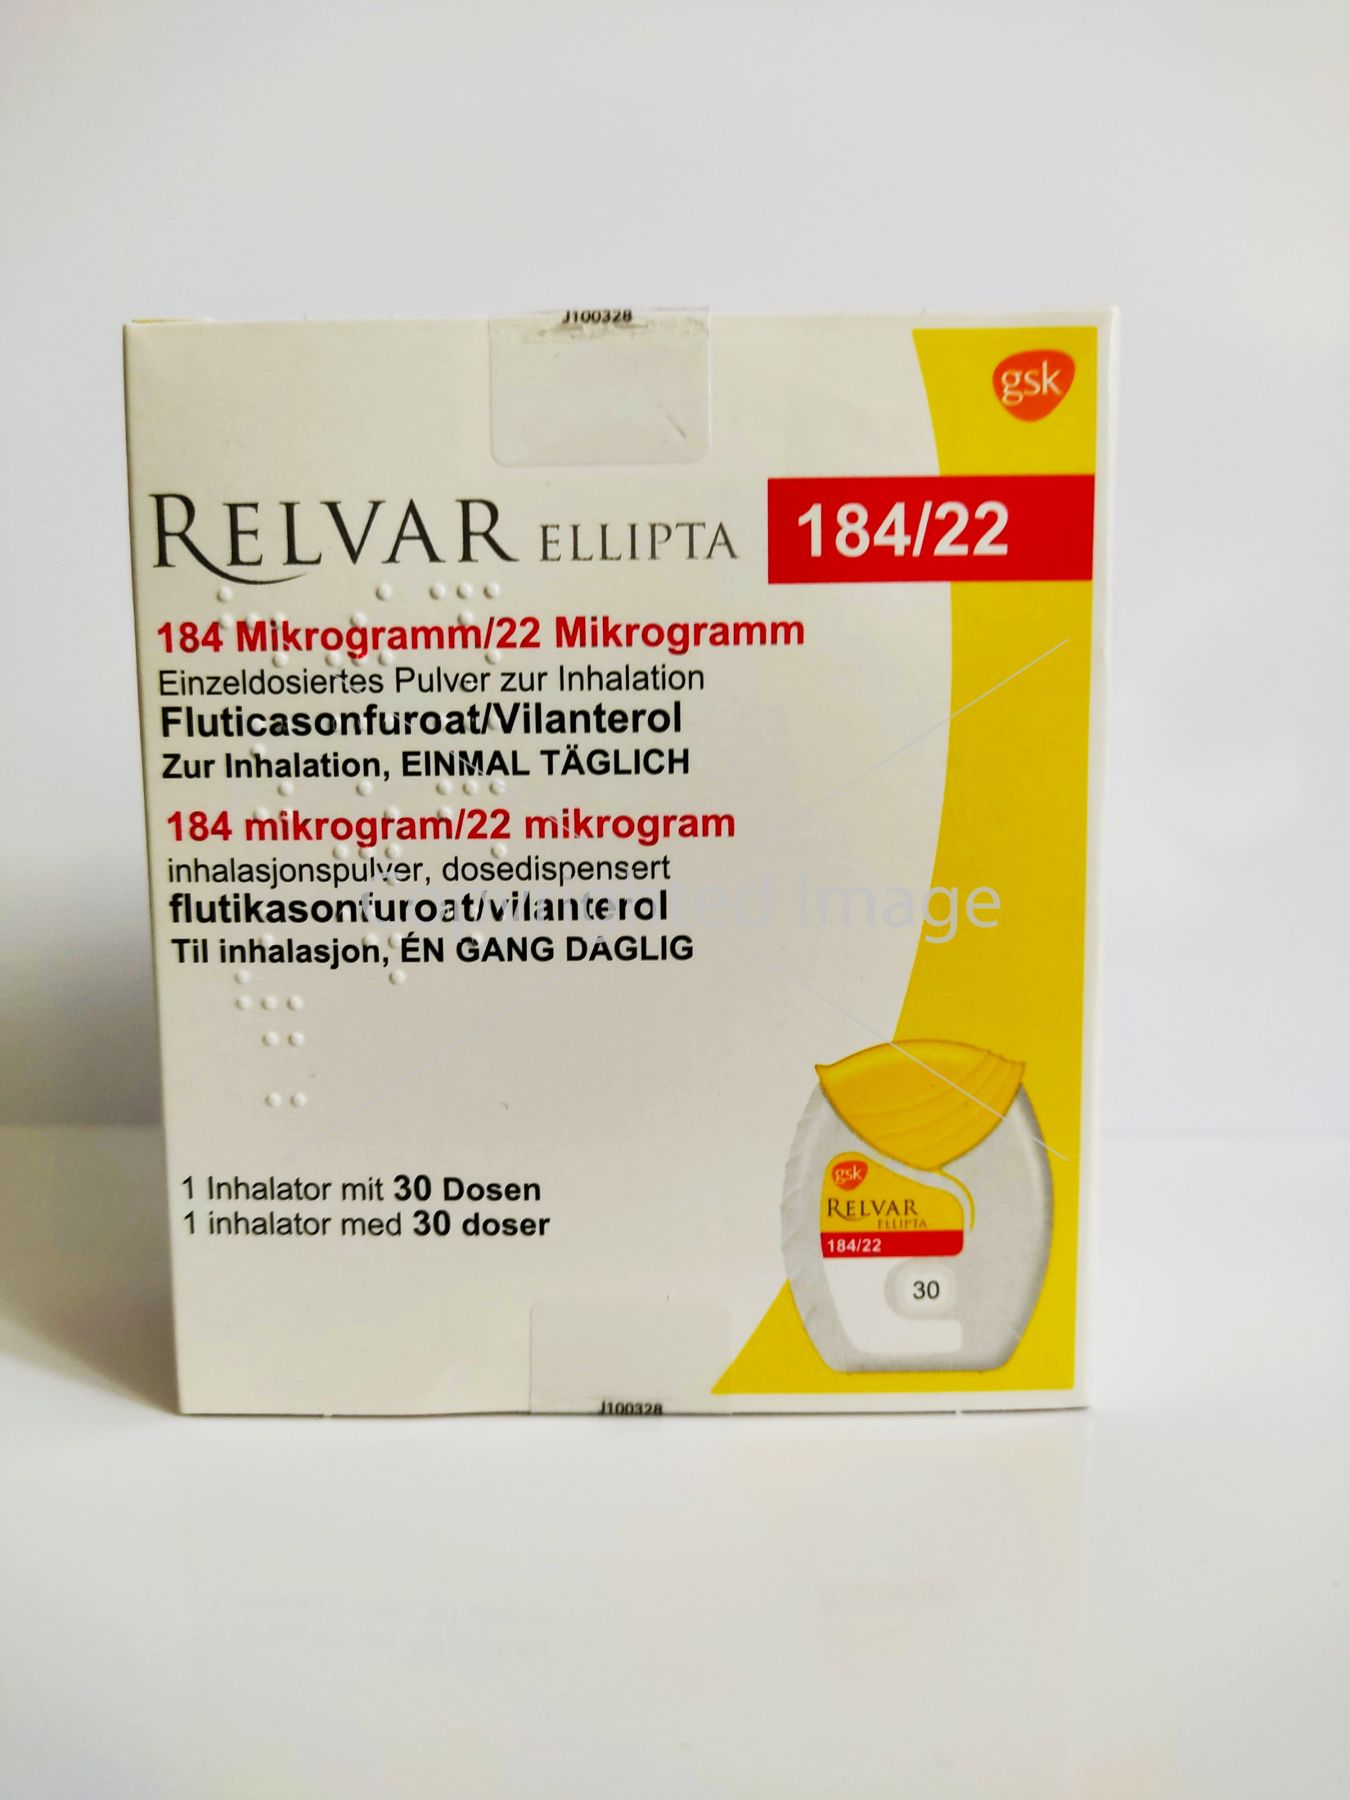 J100328
gsk
RELVAR ELLIPTA 184/22
184 Mikrogramm/22 Mikrogramm
Einzeldosiertes Pulver zur Inhalation
Fluticasonfuroat/Vilanterol
Zur Inhalation, EINMAL TÄGLICH
184 mikrogram/22 mikrogram
inhalasjonspulver, dosedispensert
flutikasonfuroat/vilanterol
Til inhalasjon, ÉN GANG DAGLIG
Copyrighted Image
gsk
RELVAR
ELLIPTA
184/22
30
1 Inhalator mit 30 Dosen
1 inhalator med 30 doser
J100328